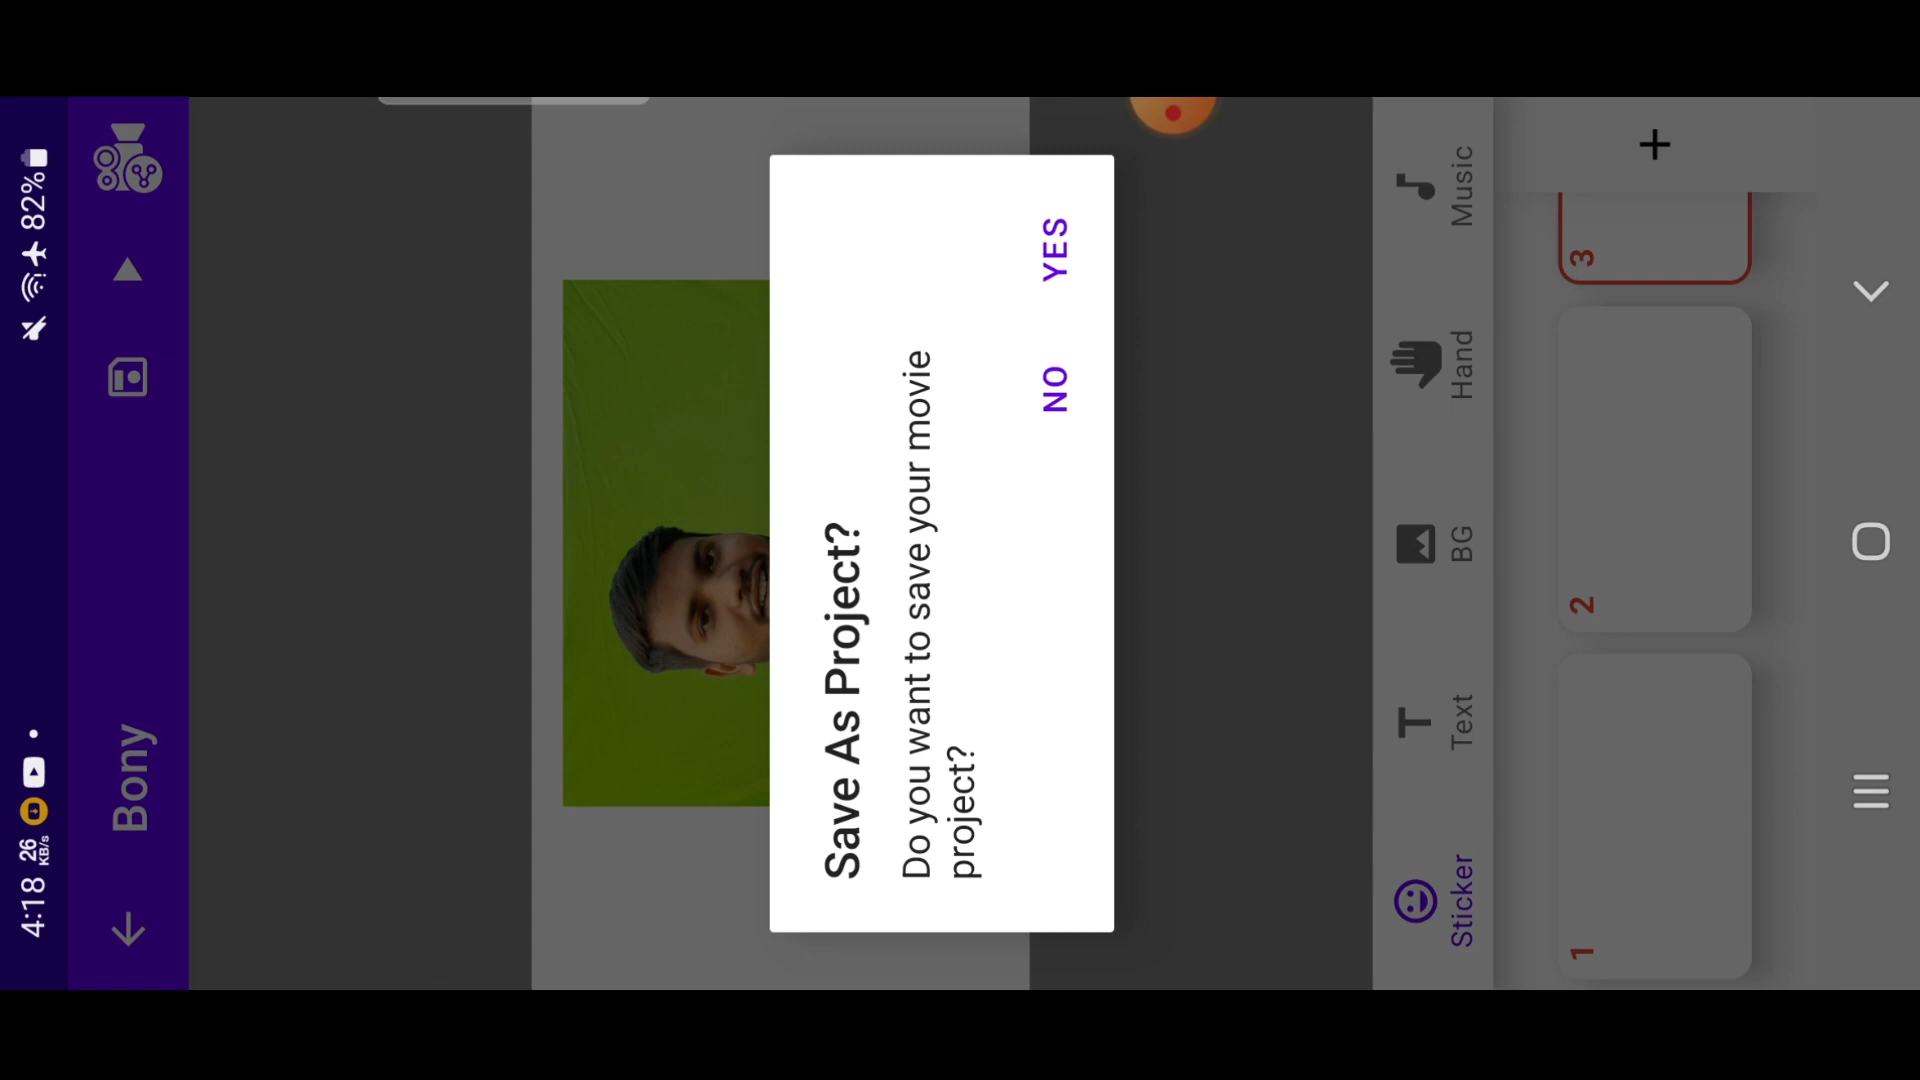 4:18 26 KB/s 82%
Bony
Save As Project?
Do you want to save your movie
project?
NO YES
Sticker Text BG Hand Music
1 2 3